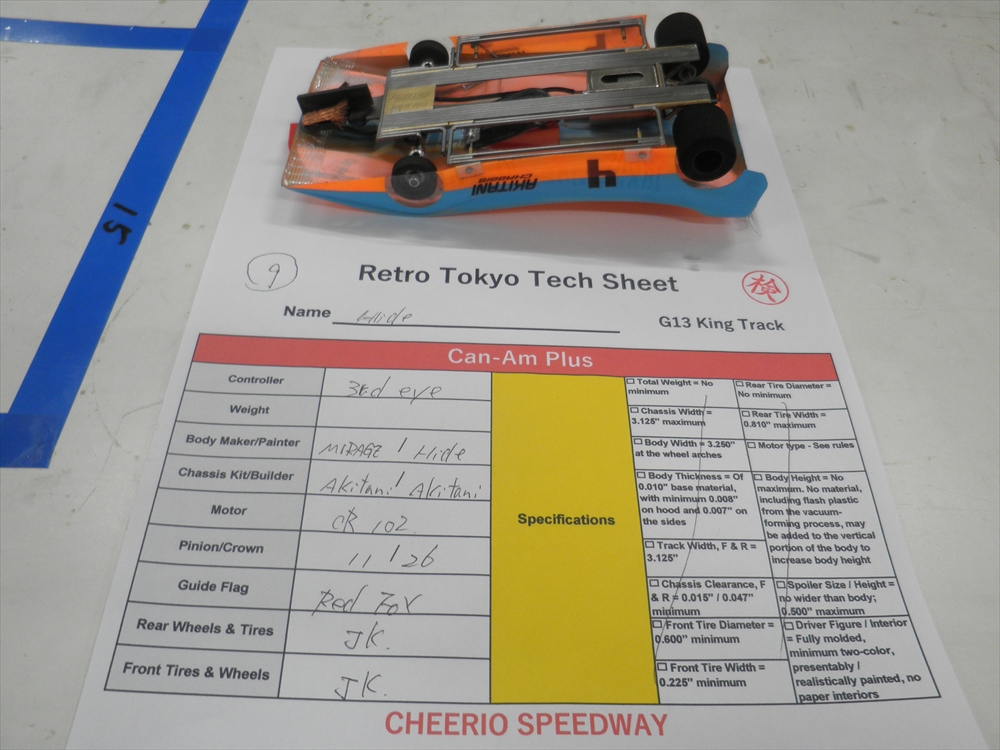 15
AKITANI
CHASSIS
4
9
Retro Tokyo Tech Sheet
検
Name Hide
G13 King Track
Can-Am Plus
Controller 3rd eye
Weight
Body Maker/Painter MIRAGE / Hide
Chassis Kit/Builder Akitani / Akitani
Motor CR 102
Pinion/Crown 11 / 26
Guide Flag Red Fox
Rear Wheels & Tires JK.
Front Tires & Wheels JK.
Specifications
□ Total Weight = No
minimum
□ Chassis Width =
3.125" maximum
□ Body Width = 3.250"
at the wheel arches
□ Body Thickness = Of
0.010" base material,
with minimum 0.008"
on hood and 0.007" on
the sides
□ Track Width, F & R =
3.125"
□ Chassis Clearance, F
& R = 0.015" / 0.047"
minimum
□ Front Tire Diameter =
0.600" minimum
□ Front Tire Width =
0.225" minimum
□ Rear Tire Diameter =
No minimum
□ Rear Tire Width =
0.810" maximum
□ Motor type - See rules
□ Body Height = No
maximum. No material,
including flash plastic
from the vacuum-
forming process, may
be added to the vertical
portion of the body to
increase body height
□ Spoiler Size / Height =
no wider than body;
0.500" maximum
□ Driver Figure / Interior
= Fully molded,
minimum two-color,
presentably /
realistically painted, no
paper interiors
CHEERIO SPEEDWAY